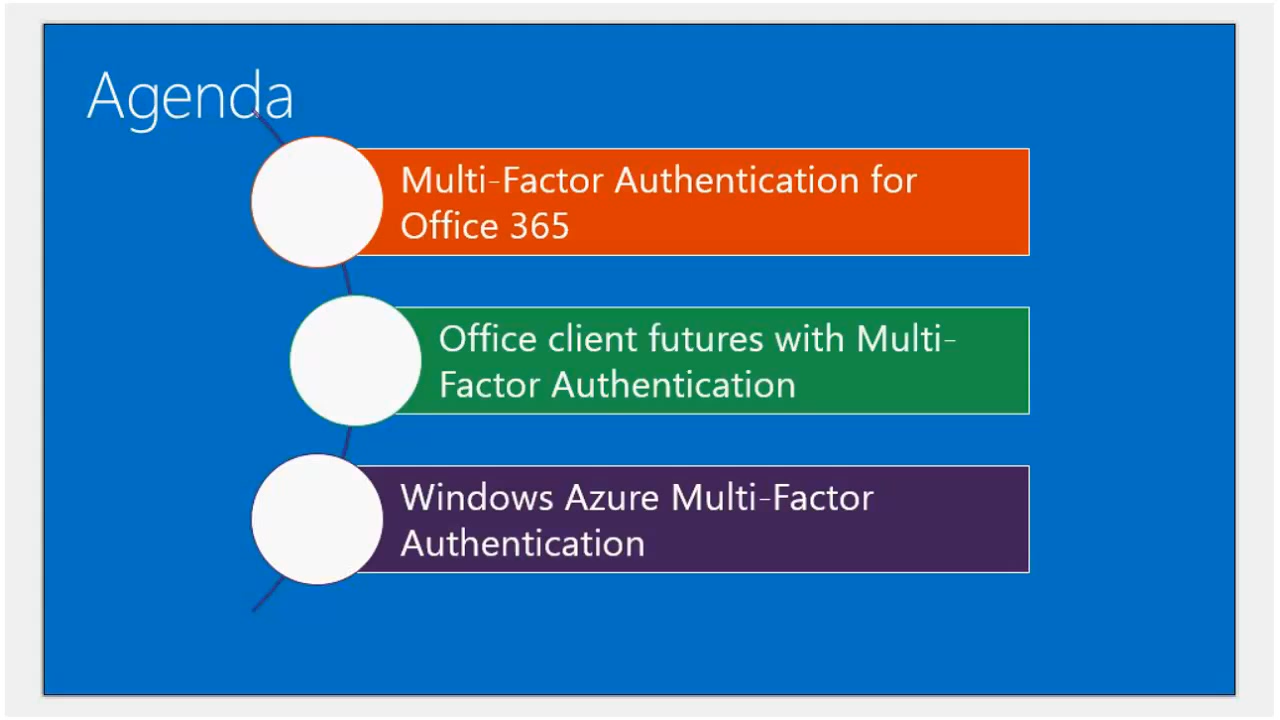 Agenda
Multi-Factor Authentication for
Office 365
Office client futures with Multi-
Factor Authentication
Windows Azure Multi-Factor
Authentication